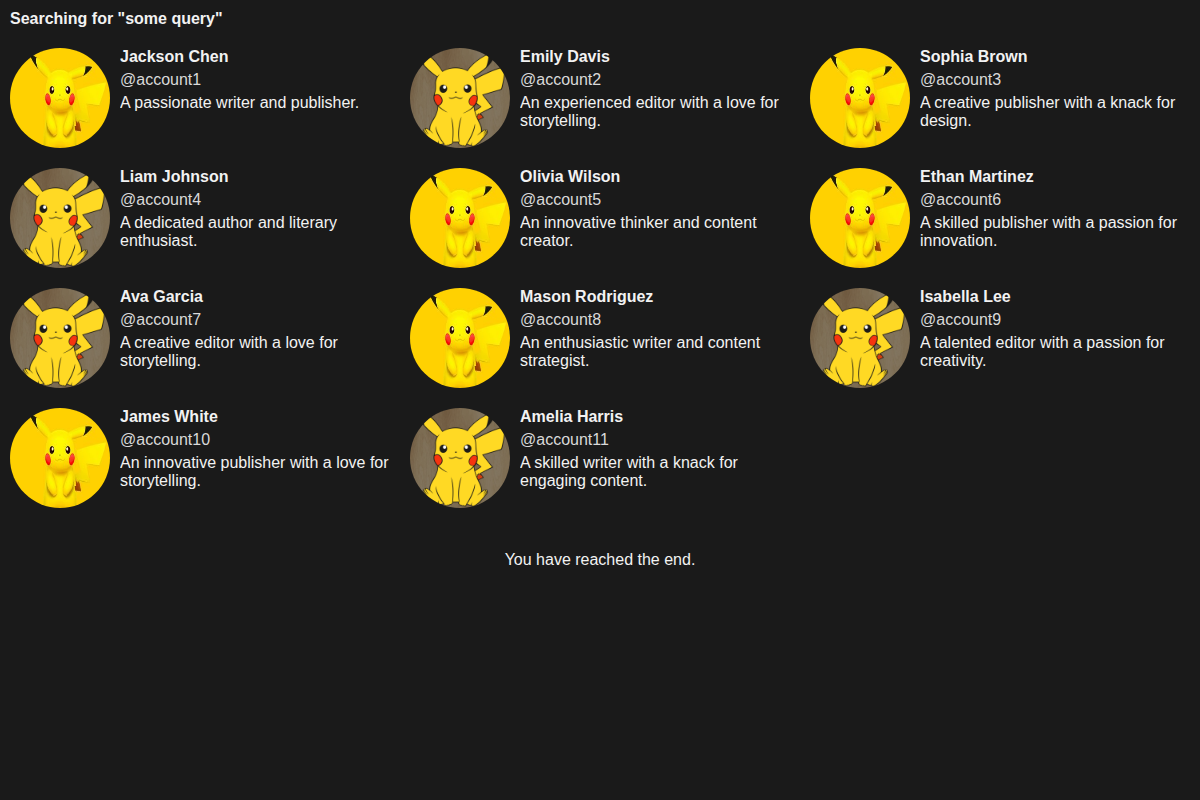 Searching for "some query"
Jackson Chen
@account1
A passionate writer and publisher.
Emily Davis
@account2
An experienced editor with a love for
storytelling.
Sophia Brown
@account3
A creative publisher with a knack for
design.
Liam Johnson
@account4
A dedicated author and literary
enthusiast.
Olivia Wilson
@account5
An innovative thinker and content
creator.
Ethan Martinez
@account6
A skilled publisher with a passion for
innovation.
Ava Garcia
@account7
A creative editor with a love for
storytelling.
Mason Rodriguez
@account8
An enthusiastic writer and content
strategist.
Isabella Lee
@account9
A talented editor with a passion for
creativity.
James White
@account10
An innovative publisher with a love for
storytelling.
Amelia Harris
@account11
A skilled writer with a knack for
engaging content.
You have reached the end.